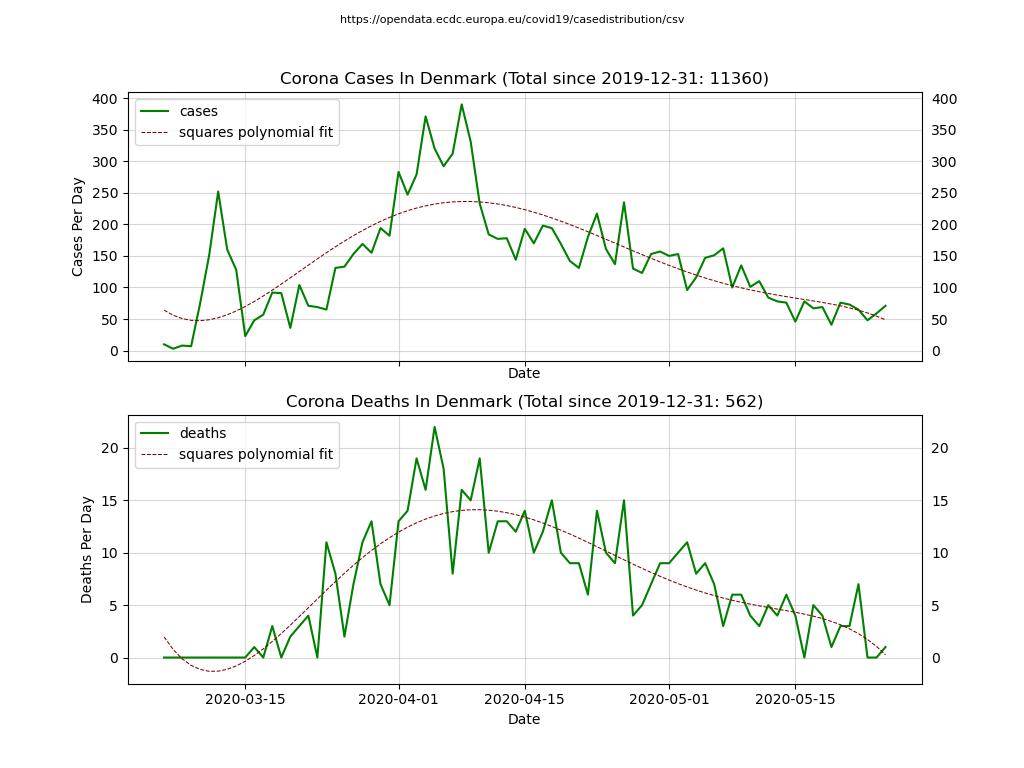 https://opendata.ecdc.europa.eu/covid19/casedistribution/csv
Corona Cases In Denmark (Total since 2019-12-31: 11360)
cases
squares polynomial fit
Cases Per Day
400 400
350 350
300 300
250 250
200 200
150 150
100 100
50 50
0 0
Date
Corona Deaths In Denmark (Total since 2019-12-31: 562)
deaths
squares polynomial fit
Deaths Per Day
20 20
15 15
10 10
5 5
0 0
2020-03-15 2020-04-01 2020-04-15 2020-05-01 2020-05-15
Date